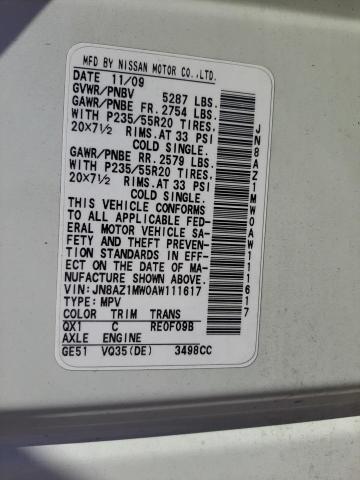 MFD BY NISSAN MOTOR CO.,LTD.
DATE 11/09
GVWR/PNBV 5287 LBS.
GAWR/PNBE FR. 2754 LBS.
WITH P235/55R20 TIRES,
20X7½ RIMS.AT 33 PSI
COLD SINGLE.
GAWR/PNBE RR. 2579 LBS.
WITH P235/55R20 TIRES,
20X7½ RIMS.AT 33 PSI
COLD SINGLE.
THIS VEHICLE CONFORMS
TO ALL APPLICABLE FED-
ERAL MOTOR VEHICLE SA-
FETY AND THEFT PREVEN-
TION STANDARDS IN EFF-
ECT ON THE DATE OF MA-
NUFACTURE SHOWN ABOVE.
VIN: JN8AZ1MW0AW111617
TYPE: MPV
COLOR TRIM TRANS
QX1 C RE0F09B
AXLE ENGINE
GE51 VQ35(DE) 3498CC
JN8AZ1MW0AW111617